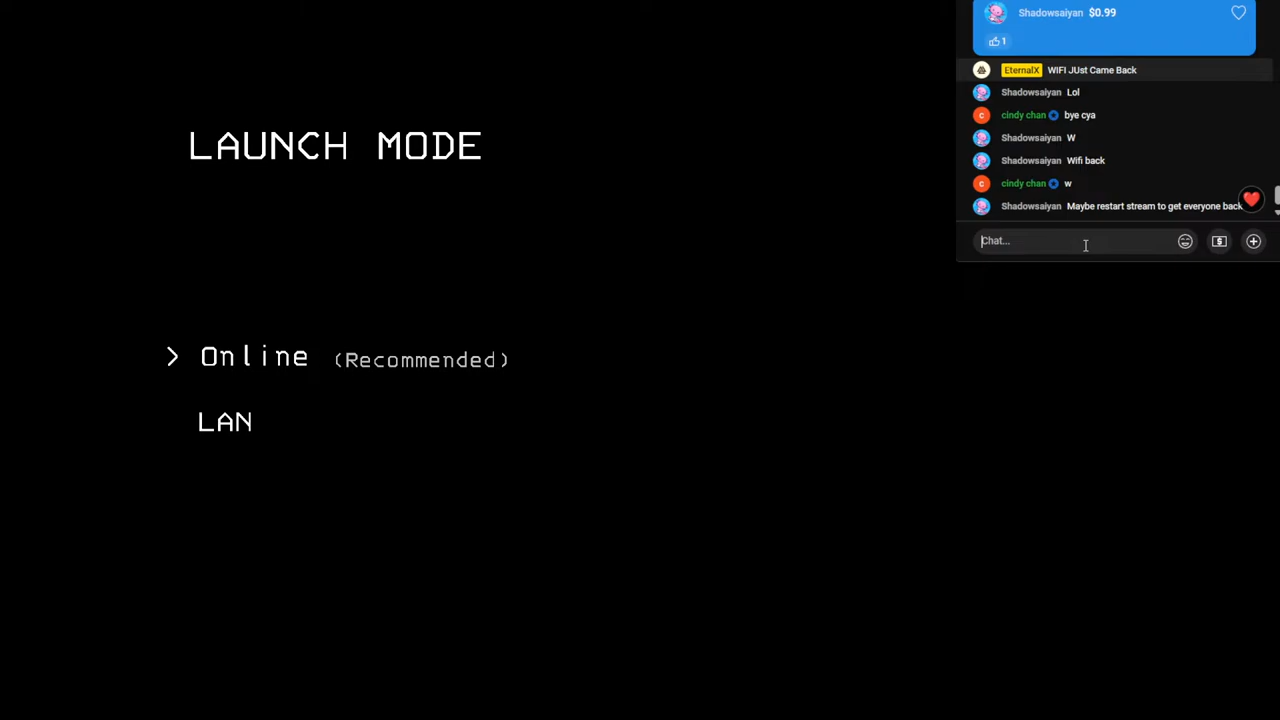 LAUNCH MODE
> Online (Recommended)
LAN
Shadowsaiyan $0.99
1
EternalX WIFI JUst Came Back
Shadowsaiyan Lol
c cindy chan bye cya
Shadowsaiyan W
Shadowsaiyan Wifi back
c cindy chan w
Shadowsaiyan Maybe restart stream to get everyone back
Chat...